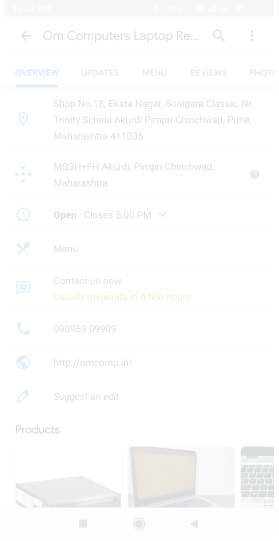 Om Computers Laptop Re...
OVERVIEW UPDATES MENU REVIEWS PHOT
Shop No.18, Ekata Nagar, Sonigara Classic, Nr
Trinity School Akurdi Pimpri-Chinchwad, Pune,
Maharashtra 411035
MQ3H+FH Akurdi, Pimpri-Chinchwad,
Maharashtra
Open · Closes 5:00 PM
Menu
Contact us now
Usually responds in a few hours
090969 09909
http://omcomp.in/
Suggest an edit
Products